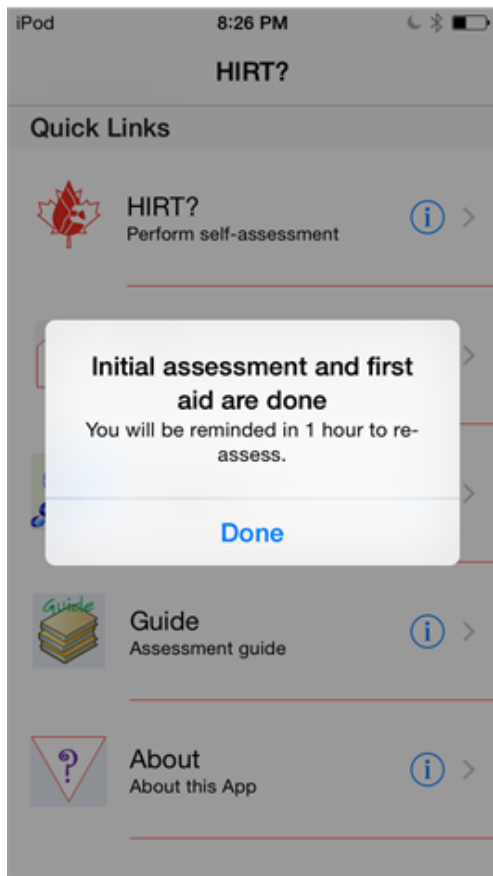 iPod 8:26 PM
HIRT?
Quick Links
HIRT?
Perform self-assessment
Initial assessment and first
aid are done
You will be reminded in 1 hour to re-
assess.
Done
Guide
Guide
Assessment guide
?
About
About this App